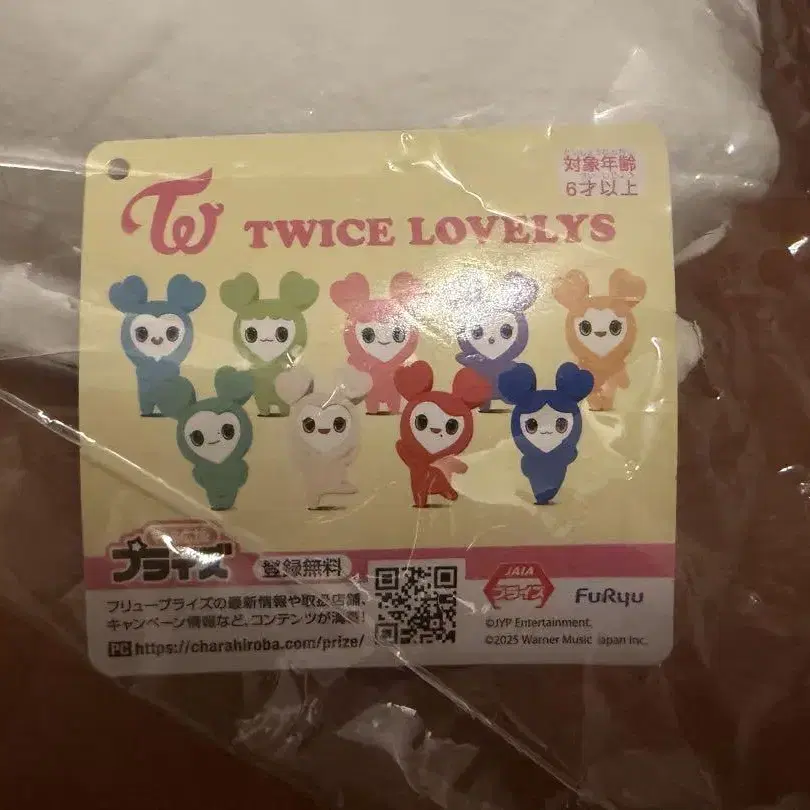 対象年齢
6才以上
TW
TWICE LOVELYS
プライズ 登録無料
フリュープライズの最新情報や取扱店舗、
キャンペーン情報など、コンテンツが満載!
PC https://charahiroba.com/prize/
JAIA
プライズ
FuRyu
©JYP Entertainment.
©2025 Warner Music Japan Inc.